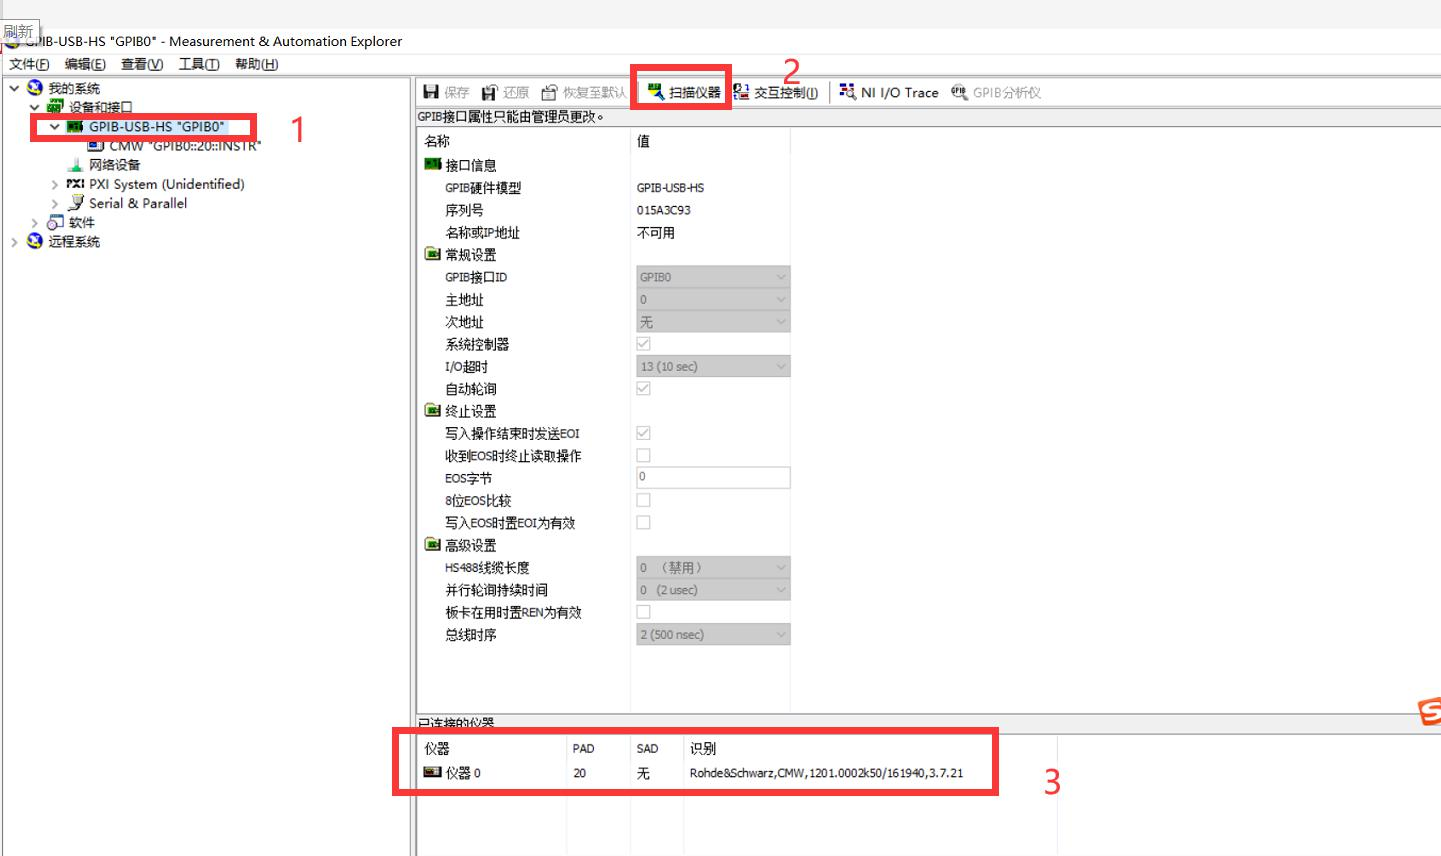 刷新
GPIB-USB-HS "GPIB0" - Measurement & Automation Explorer
文件(F) 编辑(E) 查看(V) 工具(T) 帮助(H)
我的系统
设备和接口
GPIB-USB-HS "GPIB0"
1
CMW "GPIB0::20::INSTR"
网络设备
PXI PXI System (Unidentified)
Serial & Parallel
软件
远程系统
保存 还原 恢复至默认 扫描仪器 交互控制(I) NI I/O Trace GPIB分析仪
2
GPIB接口属性只能由管理员更改。
名称 值
接口信息
GPIB硬件模型 GPIB-USB-HS
序列号 015A3C93
名称或IP地址 不可用
常规设置
GPIB接口ID GPIB0
主地址 0
次地址 无
系统控制器
I/O超时 13 (10 sec)
自动轮询
终止设置
写入操作结束时发送EOI
收到EOS时终止读取操作
EOS字节 0
8位EOS比较
写入EOS时置EOI为有效
高级设置
HS488线缆长度 0 （禁用）
并行轮询持续时间 0 (2 usec)
板卡在用时置REN为有效
总线时序 2 (500 nsec)
已连接的仪器
仪器 PAD SAD 识别
仪器 0 20 无 Rohde&Schwarz,CMW,1201.0002k50/161940,3.7.21
3